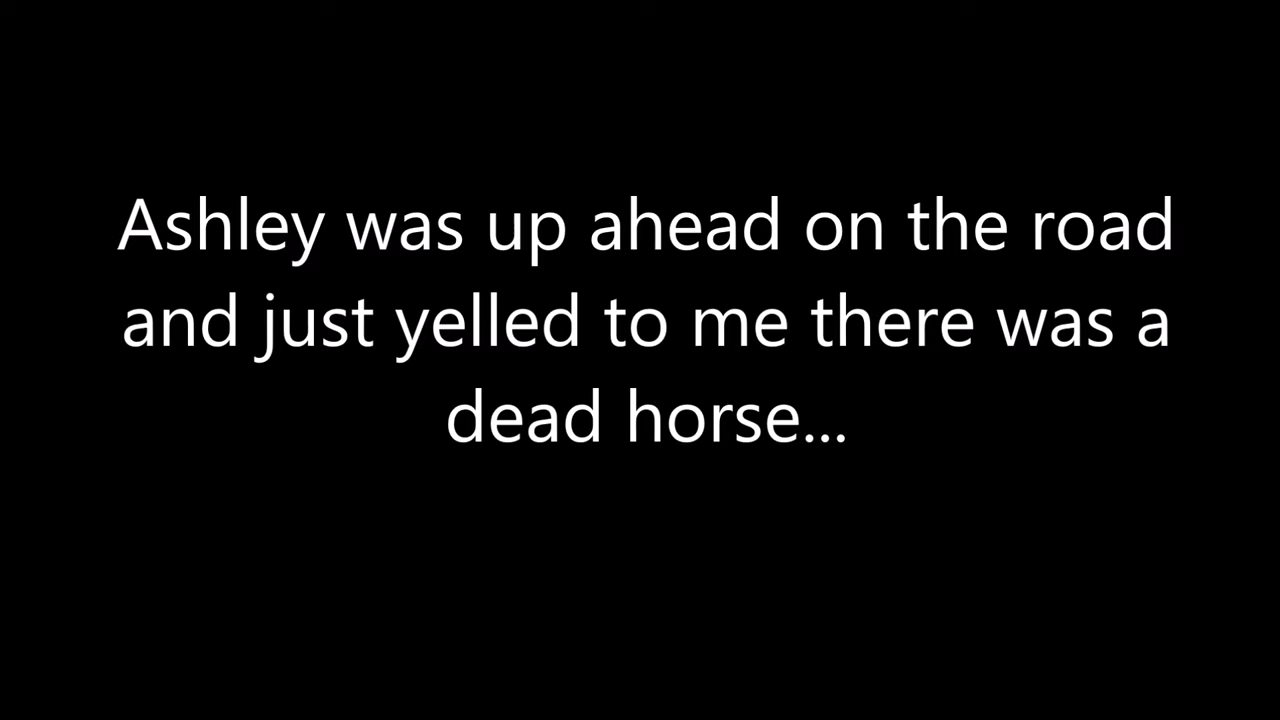 Ashley was up ahead on the road
and just yelled to me there was a
dead horse...